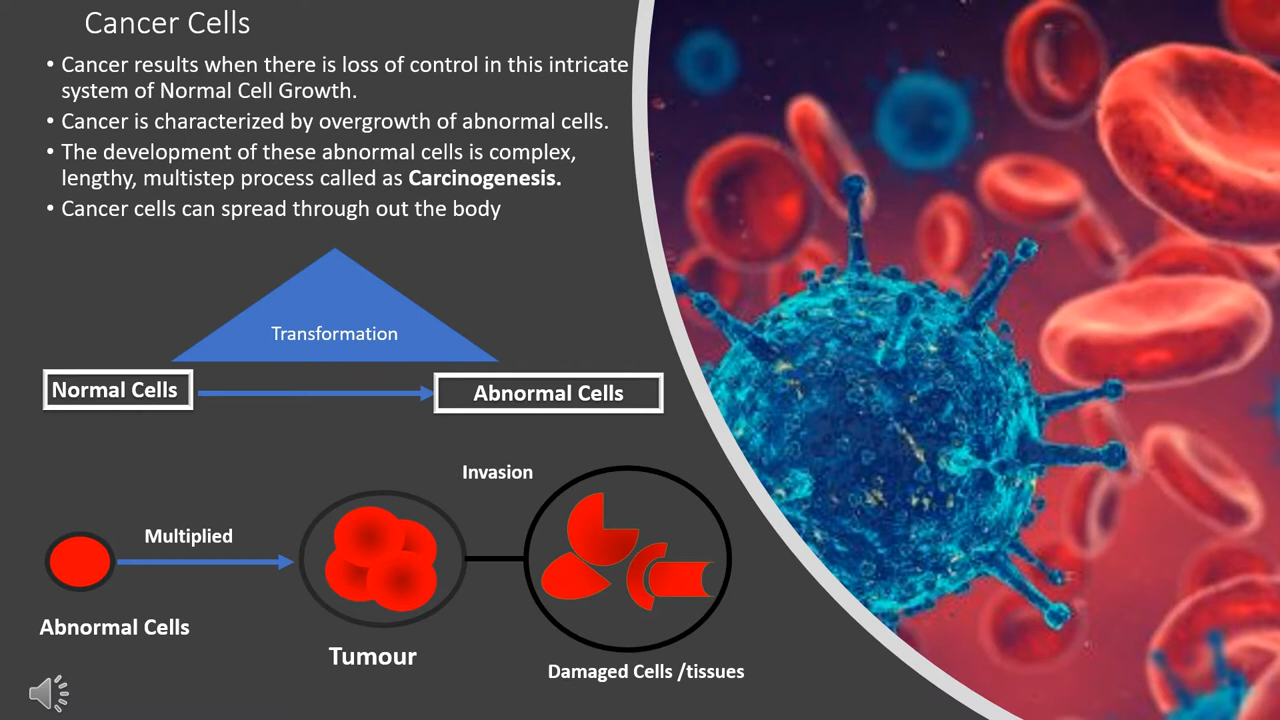 Cancer Cells
• Cancer results when there is loss of control in this intricate
system of Normal Cell Growth.
• Cancer is characterized by overgrowth of abnormal cells.
• The development of these abnormal cells is complex,
lengthy, multistep process called as Carcinogenesis.
• Cancer cells can spread through out the body
Transformation
Normal Cells
Abnormal Cells
Invasion
Multiplied
Abnormal Cells
Tumour
Damaged Cells /tissues